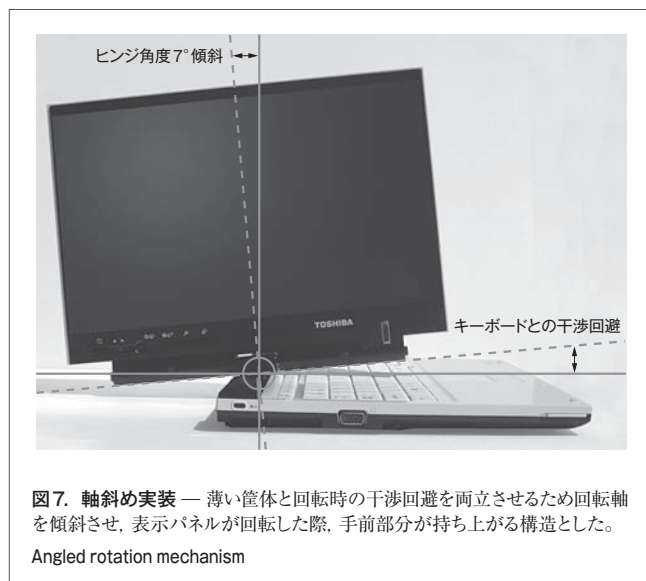 ヒンジ角度7°傾斜
TOSHIBA
キーボードとの干渉回避
図7. 軸斜め実装 — 薄い筐体と回転時の干渉回避を両立させるため回転軸
を傾斜させ，表示パネルが回転した際，手前部分が持ち上がる構造とした。
Angled rotation mechanism